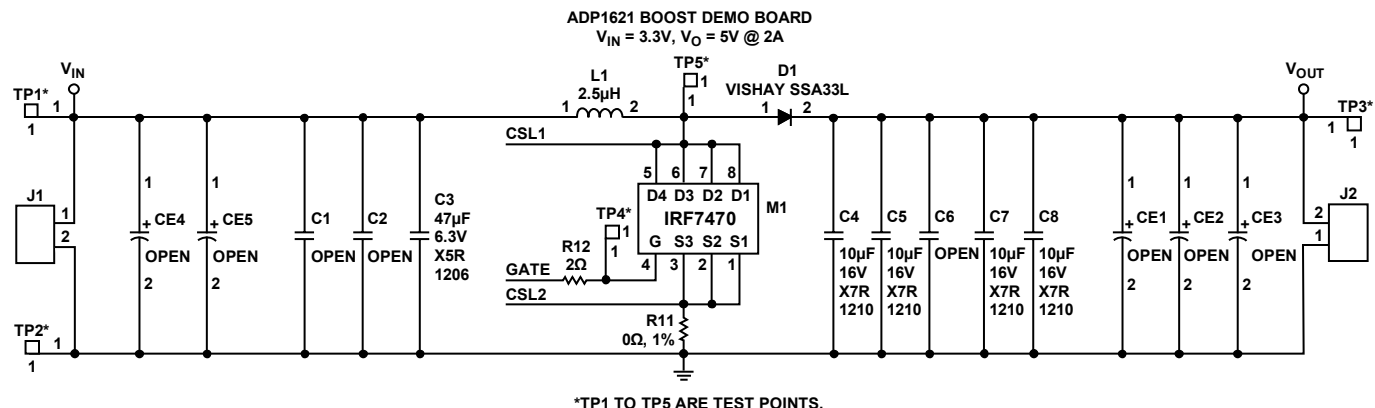 ADP1621 BOOST DEMO BOARD
VIN = 3.3V, VO = 5V @ 2A
TP5*
1
1
D1
VISHAY SSA33L
1 2
L1
2.5µH
1 2
VIN
TP1* 1
1
VOUT
TP3*
1
1
CSL1
5 6 7 8
D4 D3 D2 D1
IRF7470
G S3 S2 S1
4 3 2 1
M1
TP4*
1
1
R12
2Ω
GATE
CSL2
R11
0Ω, 1%
J1
1
2
1
+ CE4
OPEN
2
1
+ CE5
OPEN
2
C1
OPEN
C2
OPEN
C3
47µF
6.3V
X5R
1206
C4
10µF
16V
X7R
1210
C5
10µF
16V
X7R
1210
C6
OPEN
C7
10µF
16V
X7R
1210
C8
10µF
16V
X7R
1210
1
+ CE1
OPEN
2
1
+ CE2
OPEN
2
1
+ CE3
OPEN
2
J2
2
1
TP2* 1
1
*TP1 TO TP5 ARE TEST POINTS.